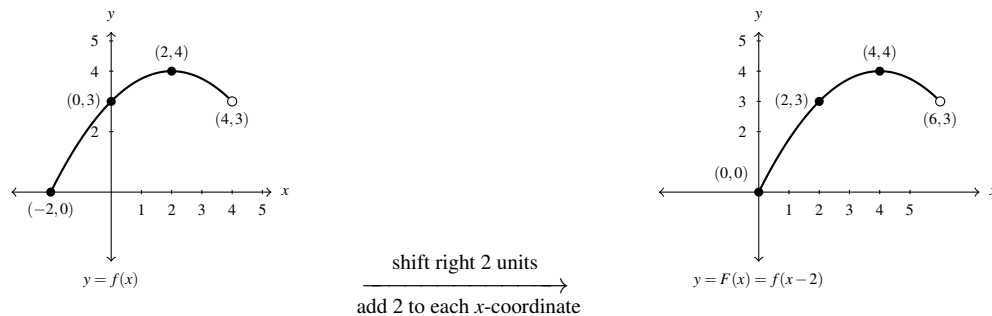 y
5
(2,4)
4
(0,3)
3
(4,3)
2
x
(−2,0)
1 2 3 4 5
y = f(x)
shift right 2 units
add 2 to each x-coordinate
y
5
(4,4)
4
(2,3)
3
(6,3)
2
(0,0)
1 2 3 4 5
y = F(x) = f(x−2)